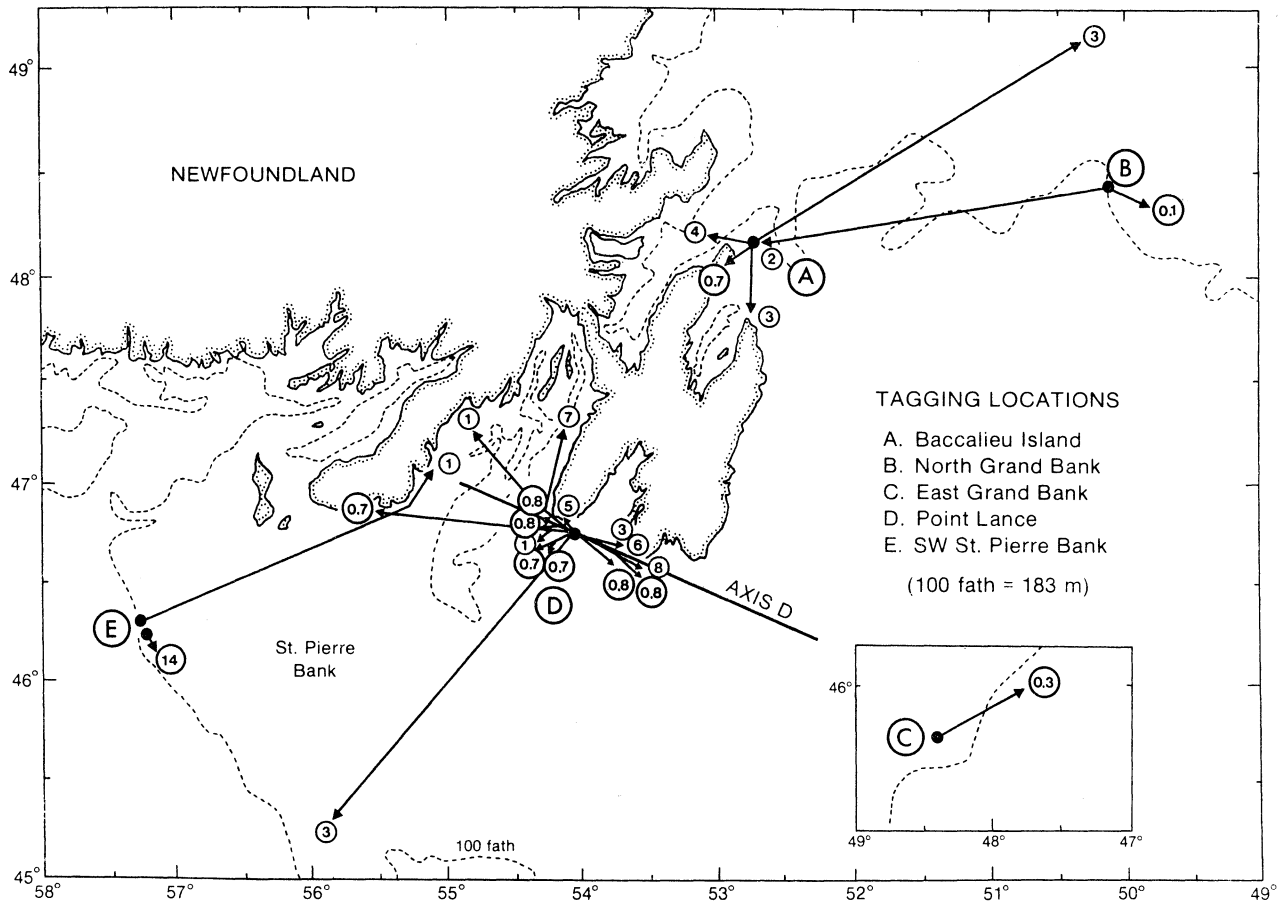 49°
48°
47°
46°
45°
58°
57°
56°
55°
54°
53°
52°
51°
50°
49°
NEWFOUNDLAND
3
B
0.1
4
2
0.7
A
3
1
7
1
0.7
0.8
5
0.8
3
1
6
0.7
0.7
8
0.8
0.8
D
AXIS D
E
14
St. Pierre
Bank
3
100 fath
TAGGING LOCATIONS
A. Baccalieu Island
B. North Grand Bank
C. East Grand Bank
D. Point Lance
E. SW St. Pierre Bank
(100 fath = 183 m)
46°
0.3
C
49°
48°
47°